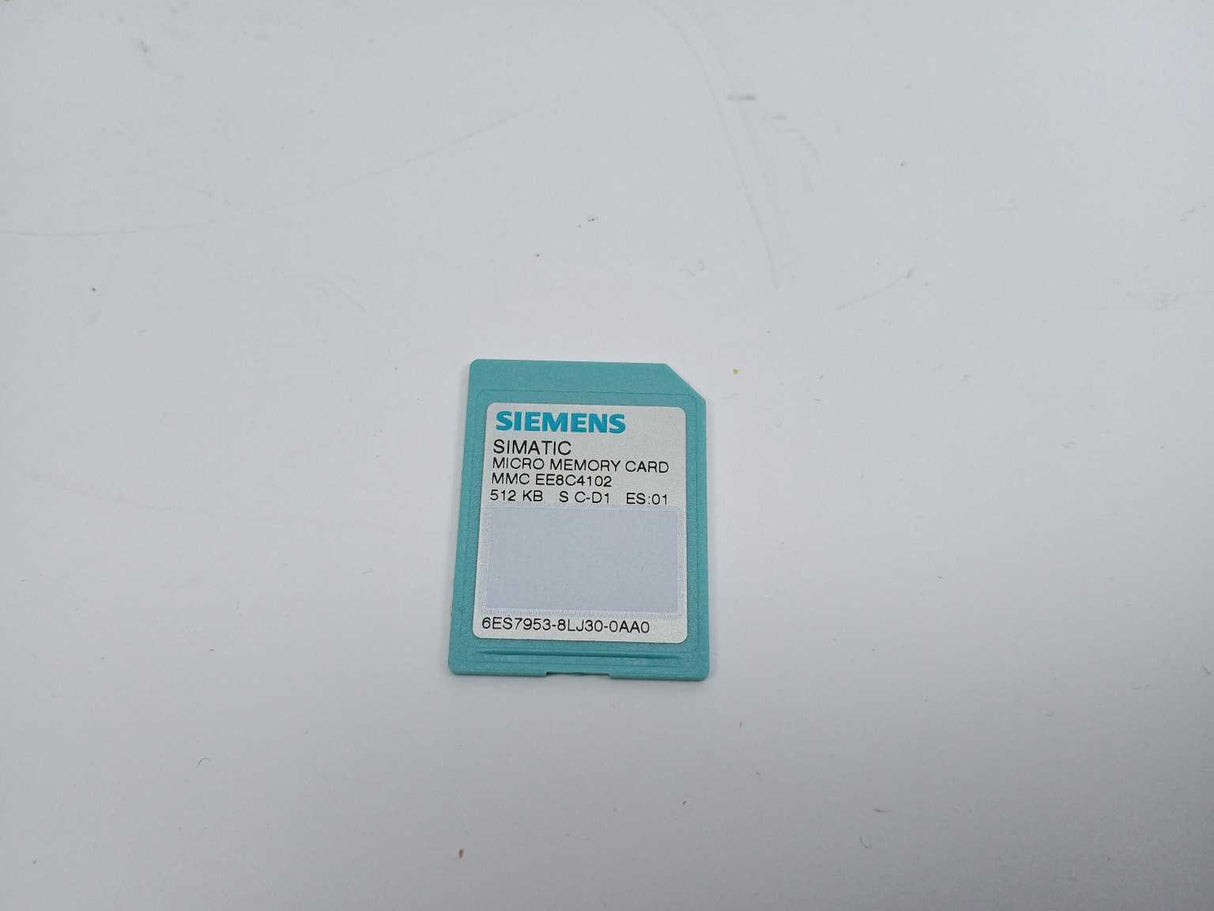 SIEMENS
SIMATIC
MICRO MEMORY CARD
MMC EE8C4102
512 KB S C-D1 ES:01
6ES7953-8LJ30-0AA0